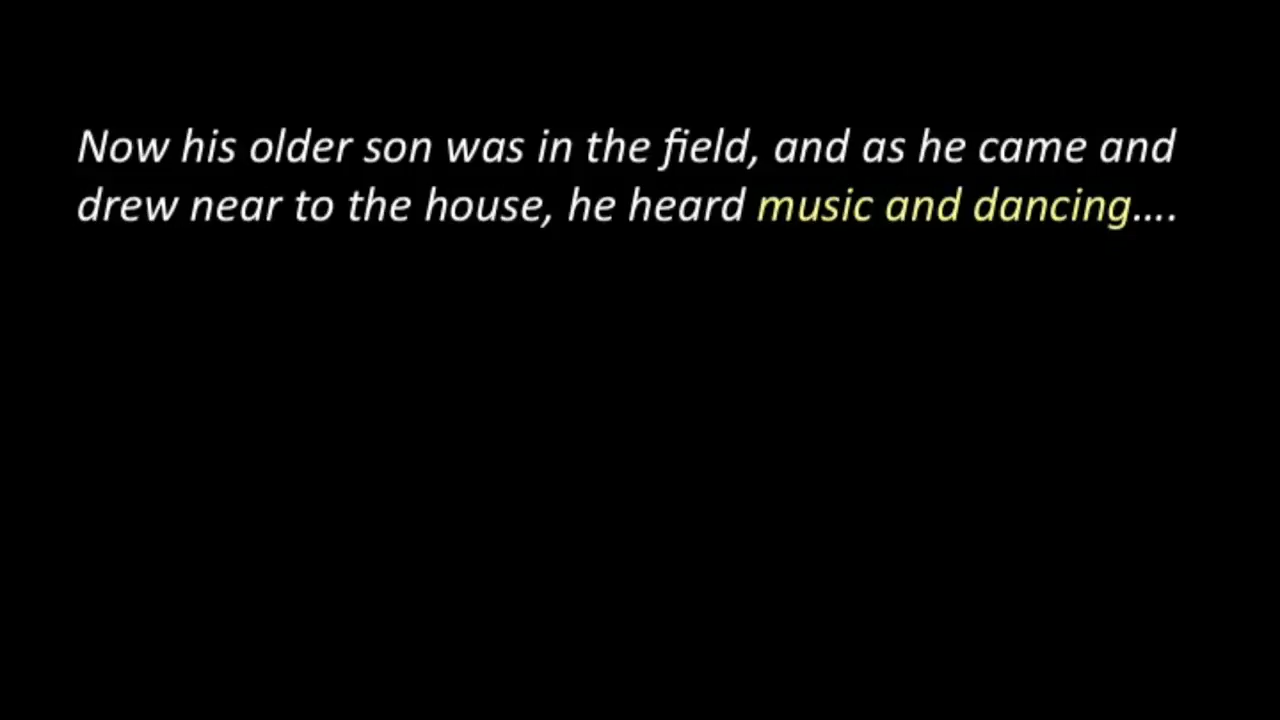 Now his older son was in the field, and as he came and
drew near to the house, he heard music and dancing….